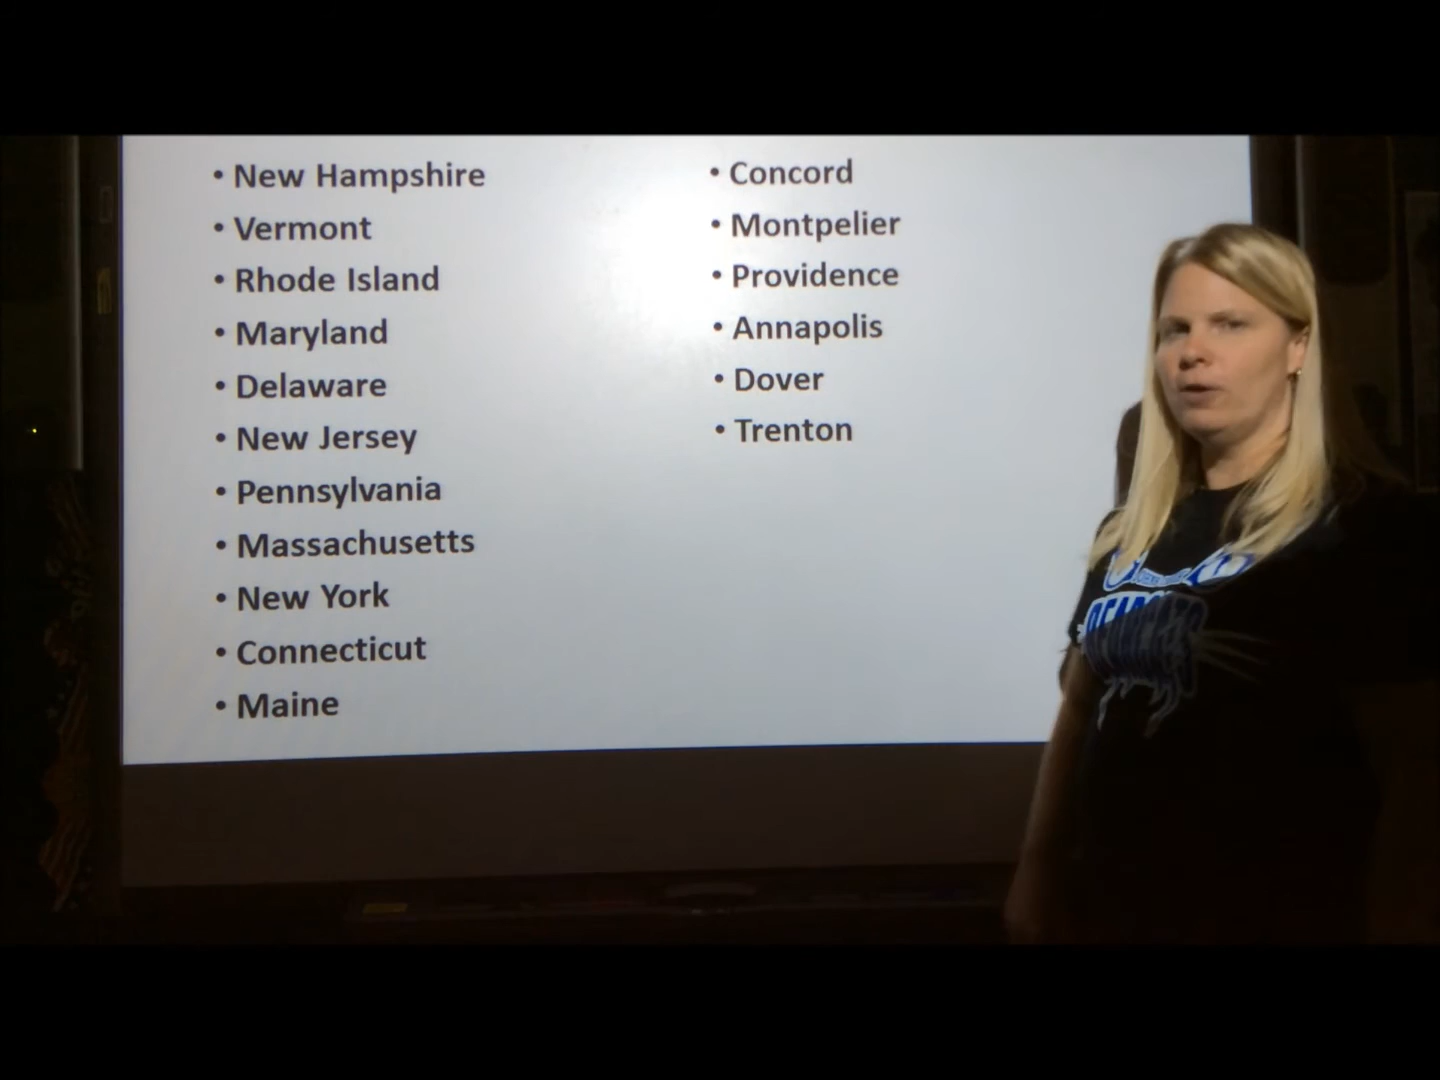 • New Hampshire
• Vermont
• Rhode Island
• Maryland
• Delaware
• New Jersey
• Pennsylvania
• Massachusetts
• New York
• Connecticut
• Maine
• Concord
• Montpelier
• Providence
• Annapolis
• Dover
• Trenton